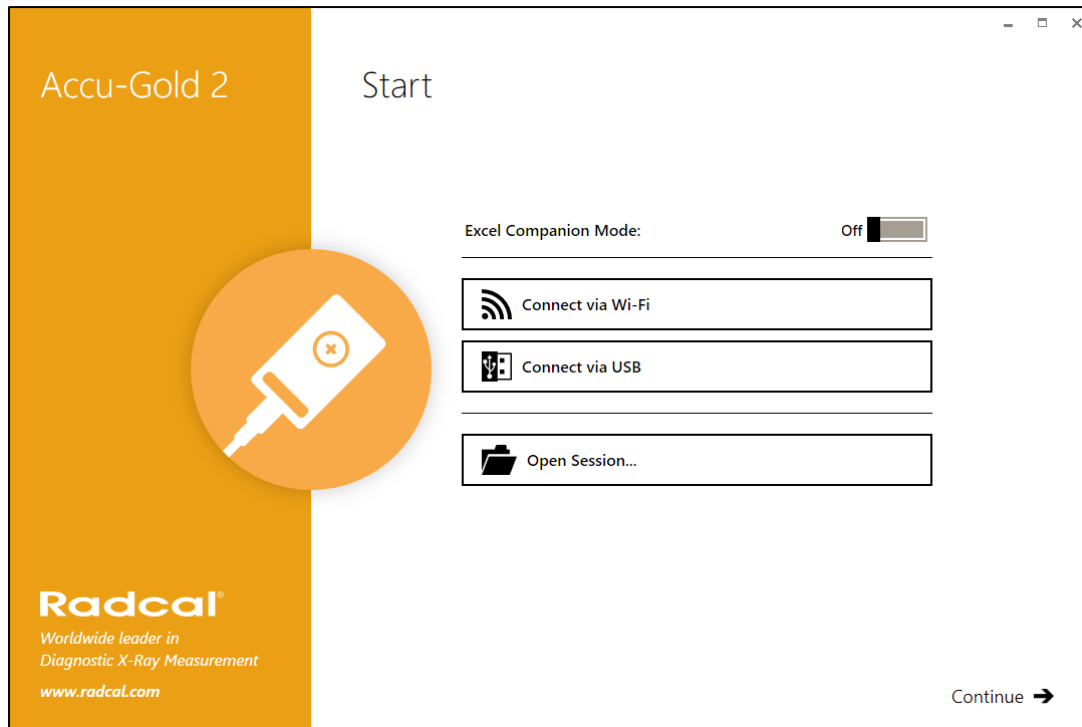 Accu-Gold 2
Start
Excel Companion Mode:
Off
Connect via Wi-Fi
Connect via USB
Open Session...
Radcal®
Worldwide leader in
Diagnostic X-Ray Measurement
www.radcal.com
Continue